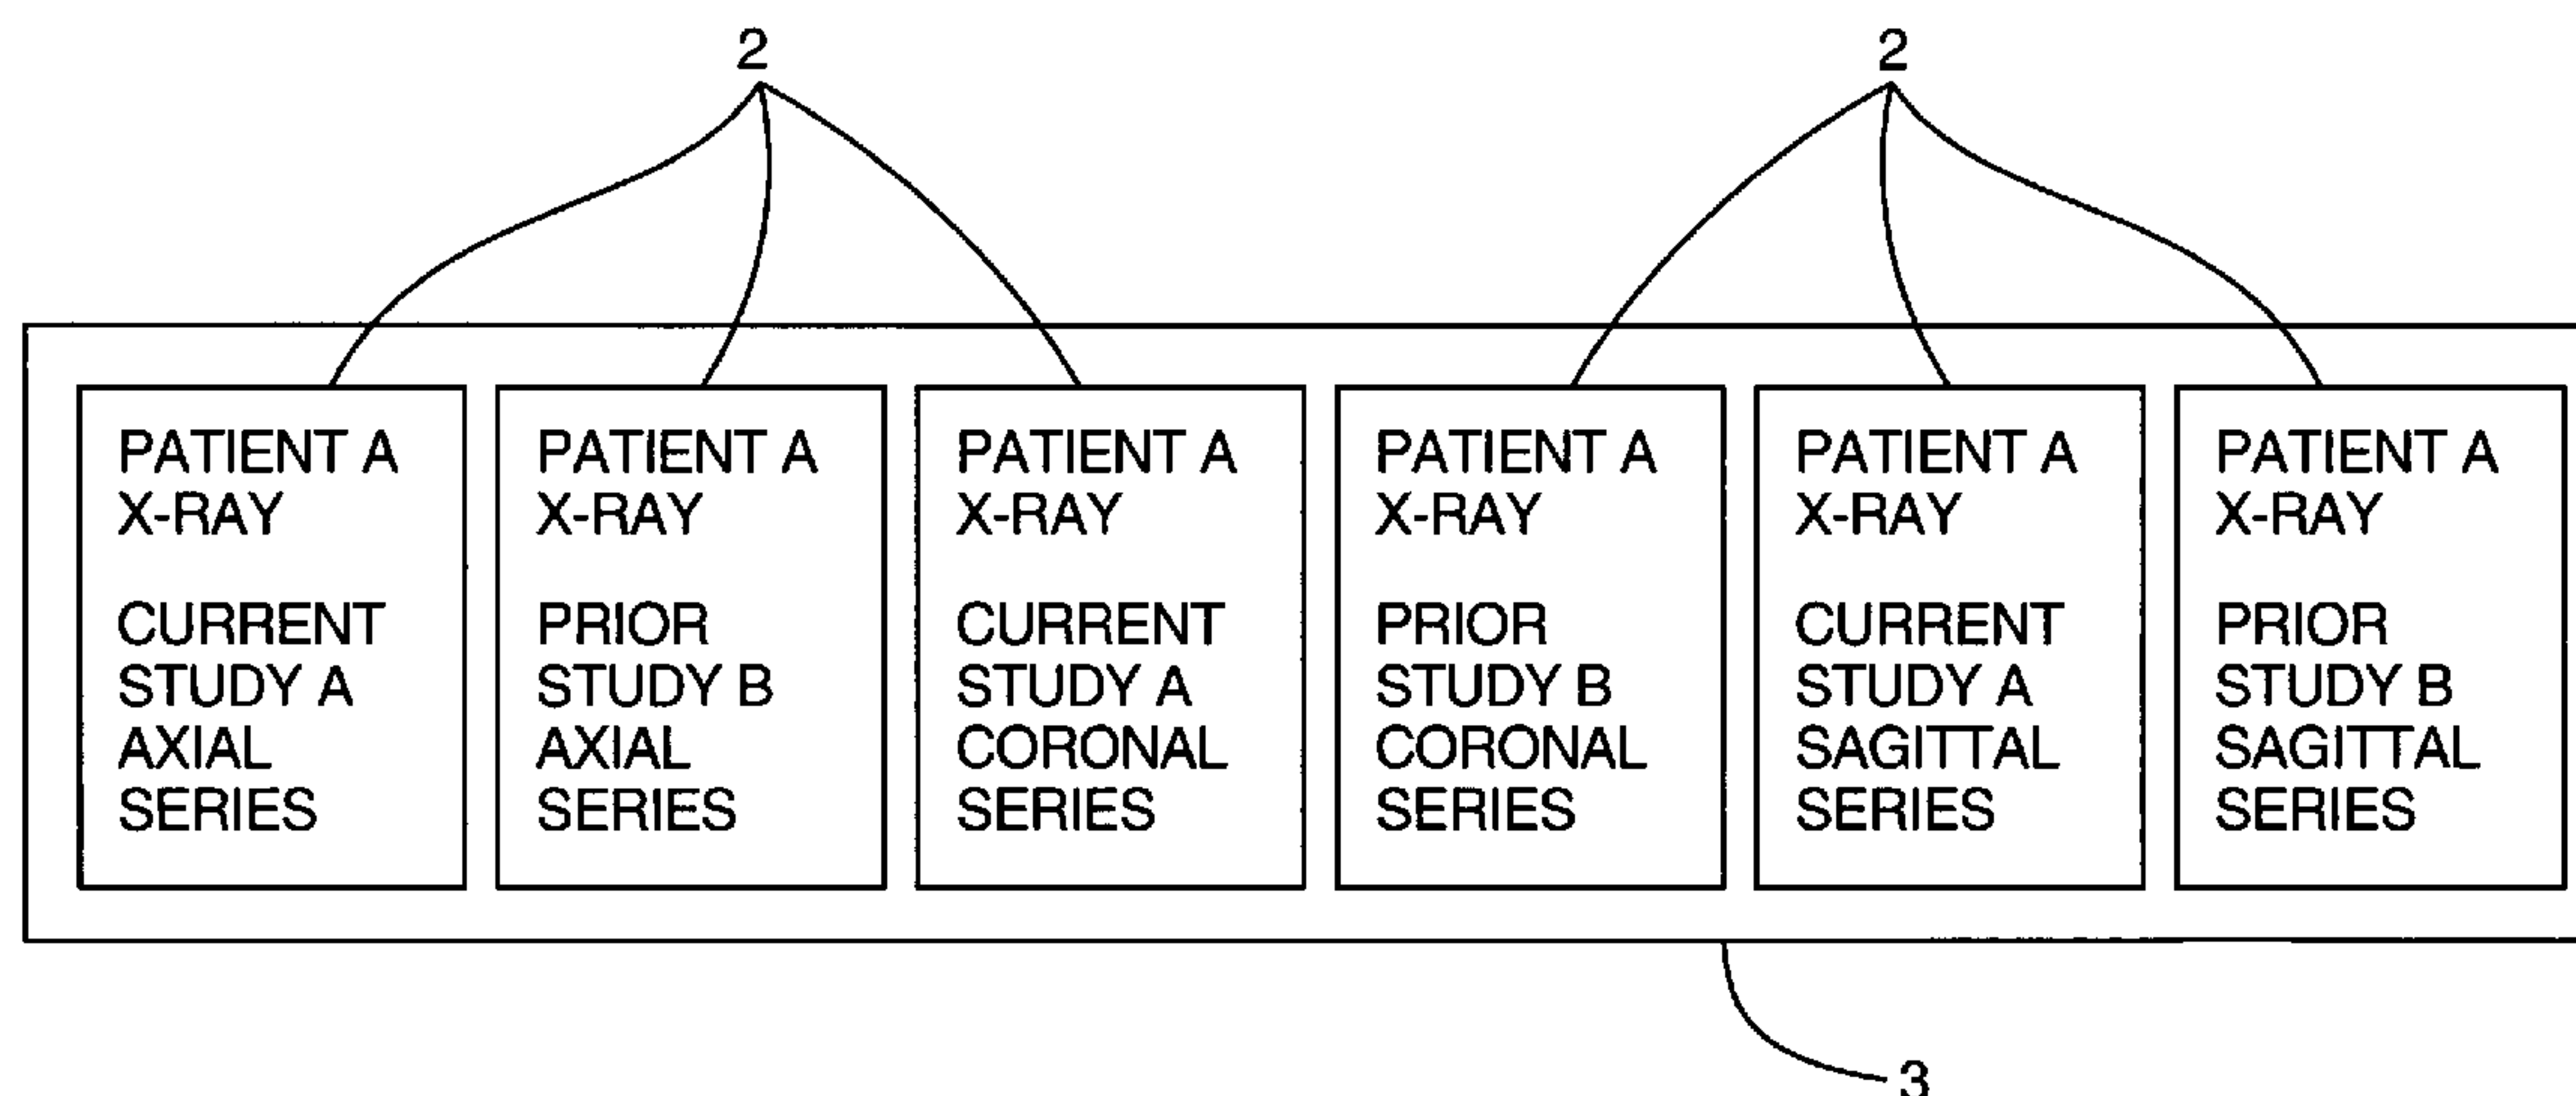 2
2
PATIENT A
X-RAY
CURRENT
STUDY A
AXIAL
SERIES
PATIENT A
X-RAY
PRIOR
STUDY B
AXIAL
SERIES
PATIENT A
X-RAY
CURRENT
STUDY A
CORONAL
SERIES
PATIENT A
X-RAY
PRIOR
STUDY B
CORONAL
SERIES
PATIENT A
X-RAY
CURRENT
STUDY A
SAGITTAL
SERIES
PATIENT A
X-RAY
PRIOR
STUDY B
SAGITTAL
SERIES
3